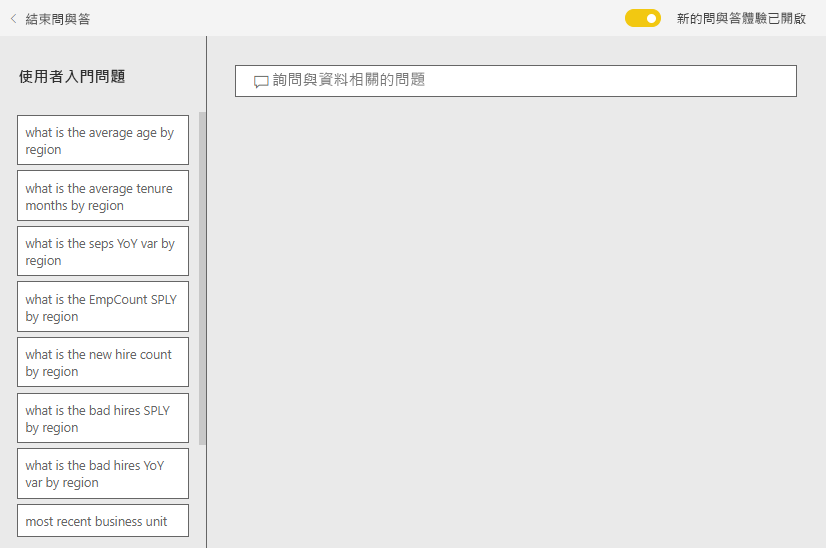 結束問與答
新的問與答體驗已開啟
使用者入門問題
詢問與資料相關的問題
what is the average age by
region
what is the average tenure
months by region
what is the seps YoY var by
region
what is the EmpCount SPLY
by region
what is the new hire count
by region
what is the bad hires SPLY
by region
what is the bad hires YoY
var by region
most recent business unit